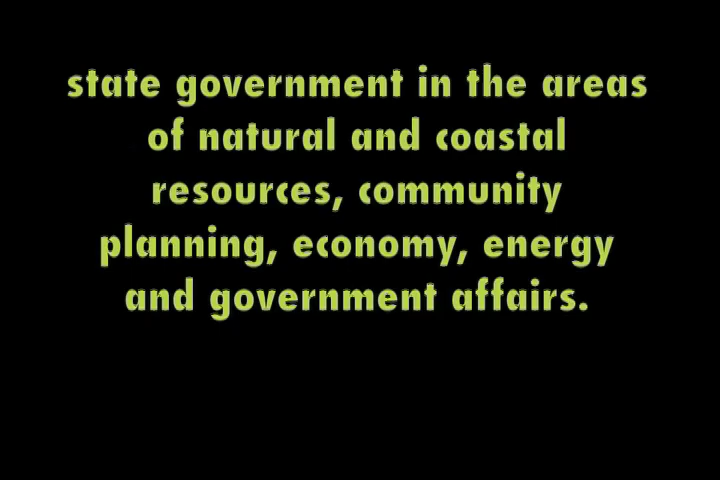 state government in the areas
of natural and coastal
resources, community
planning, economy, energy
and government affairs.